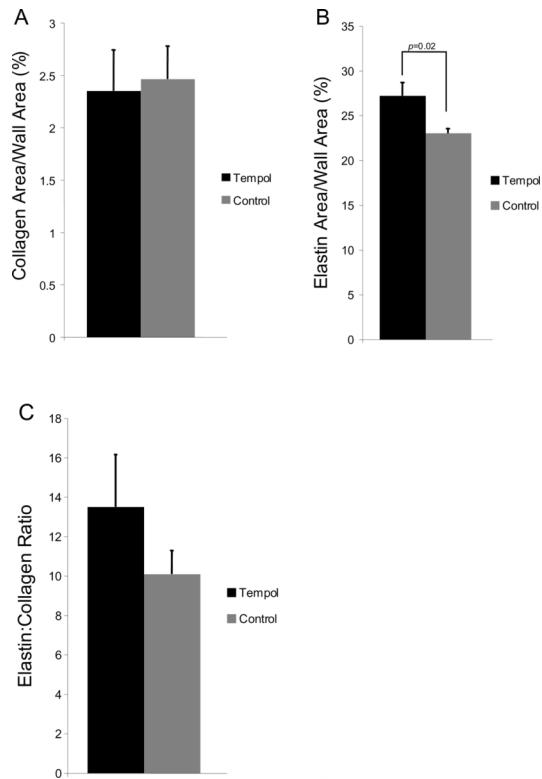 A
Collagen Area/Wall Area (%)
3
2.5
2
1.5
1
0.5
0
Tempol
Control
B
Elastin Area/Wall Area (%)
35
30
25
20
15
10
5
0
p=0.02
Tempol
Control
C
Elastin:Collagen Ratio
18
16
14
12
10
8
6
4
2
0
Tempol
Control